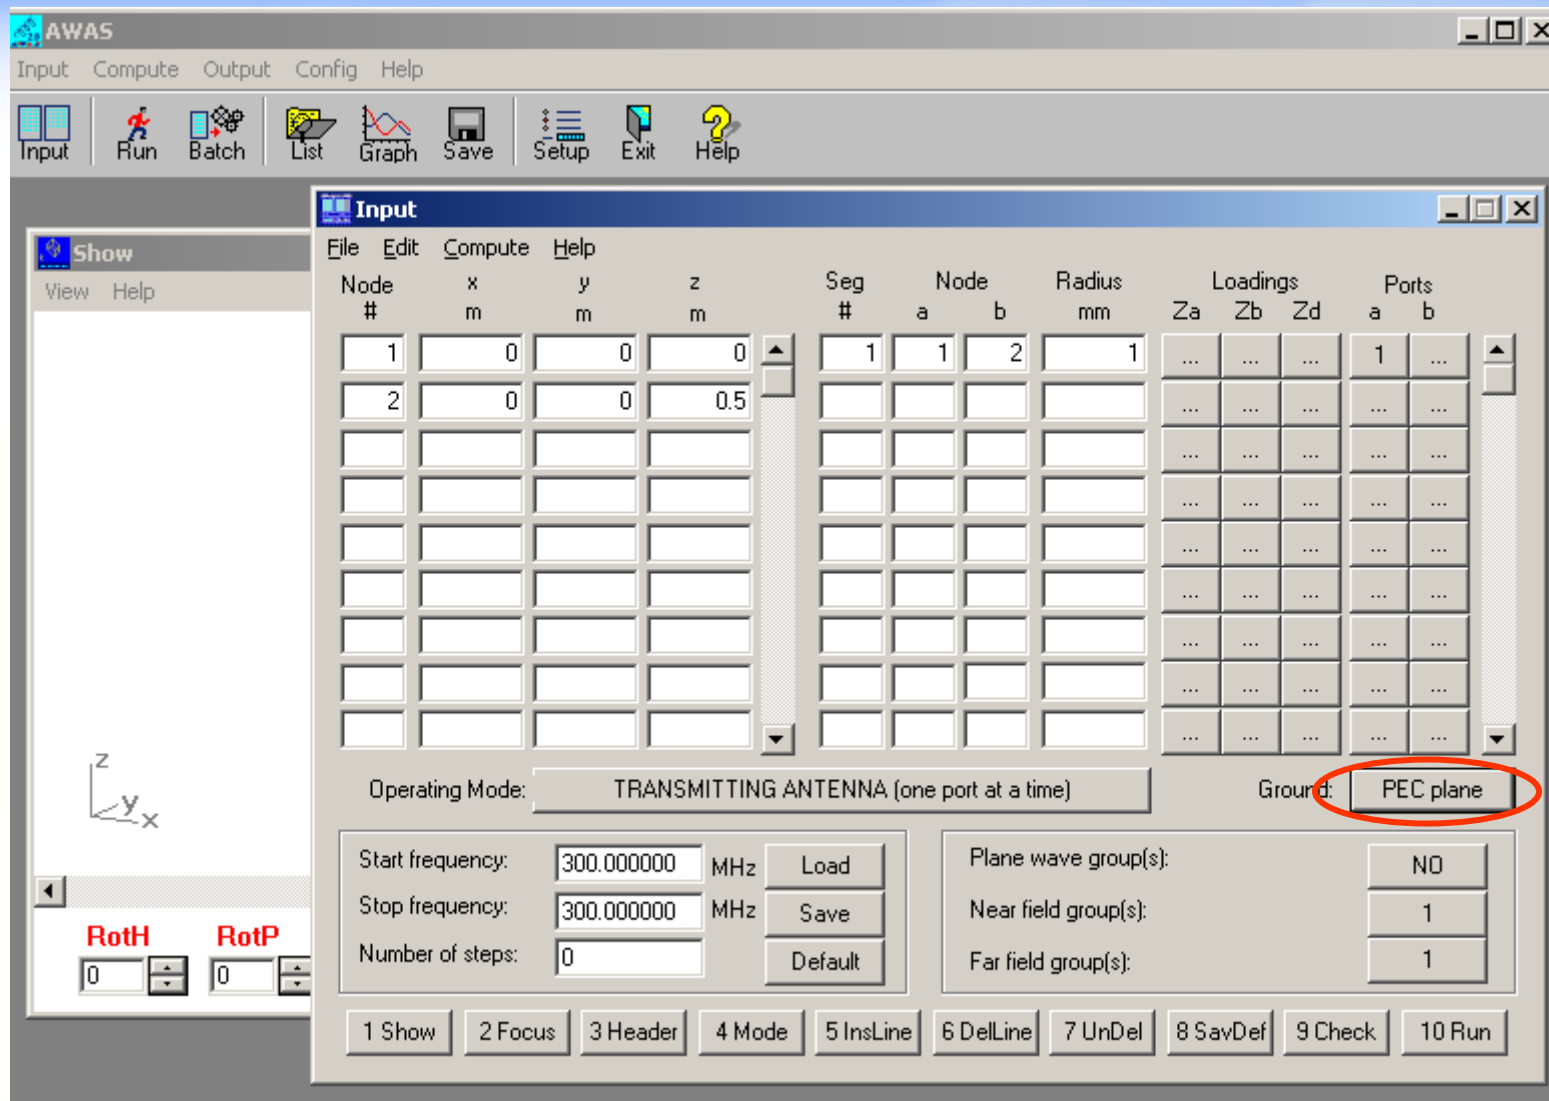 AWAS
Input Compute Output Config Help
Input Run Batch List Graph Save Setup Exit Help
Show
View Help
z
y
x
RotH RotP
0 0
Input
File Edit Compute Help
Node x y z Seg Node Radius Loadings Ports
# m m m # a b mm Za Zb Zd a b
1 0 0 0 1 1 2 1 ... ... ... 1 ...
2 0 0 0.5 ... ... ... ... ...
... ... ... ... ...
... ... ... ... ...
... ... ... ... ...
... ... ... ... ...
... ... ... ... ...
... ... ... ... ...
... ... ... ... ...
Operating Mode: TRANSMITTING ANTENNA (one port at a time) Ground: PEC plane
Start frequency: 300.000000 MHz Load
Stop frequency: 300.000000 MHz Save
Number of steps: 0 Default
Plane wave group(s): NO
Near field group(s): 1
Far field group(s): 1
1 Show 2 Focus 3 Header 4 Mode 5 InsLine 6 DelLine 7 UnDel 8 SavDef 9 Check 10 Run